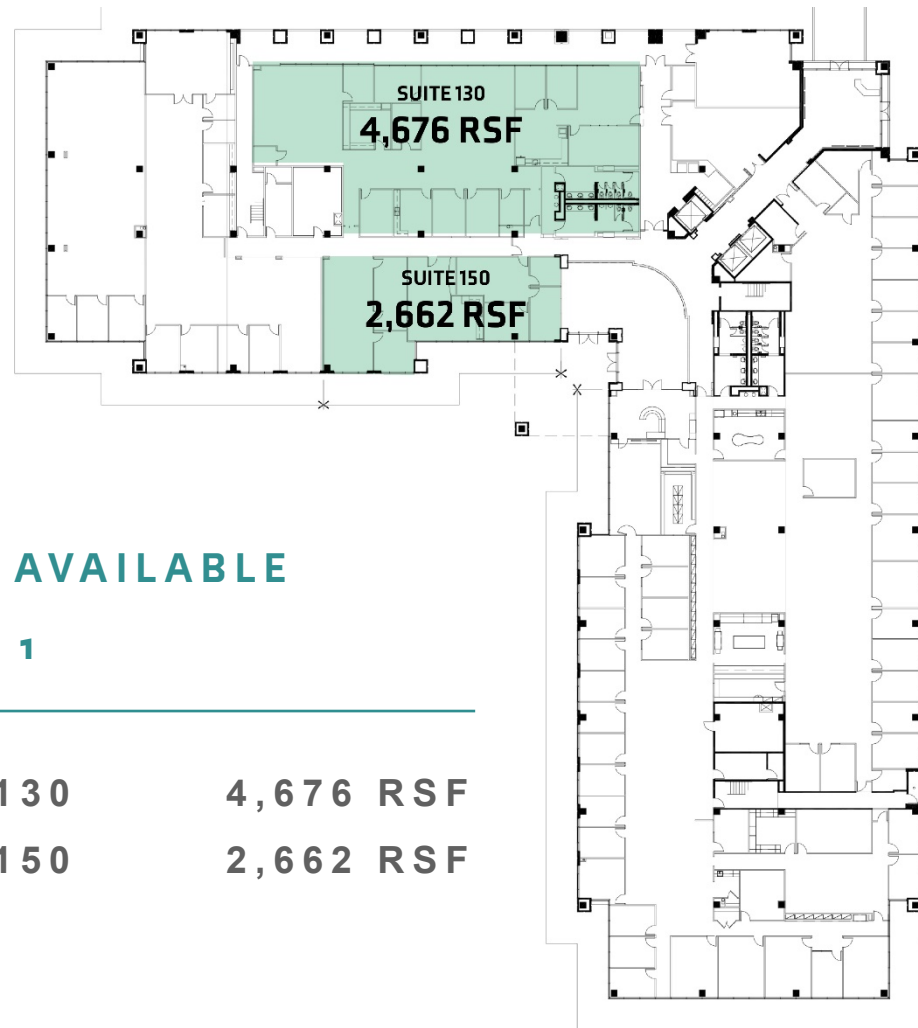 SUITE 130
4,676 RSF
SUITE 150
2,662 RSF
AVAILABLE
1
130 4,676 RSF
150 2,662 RSF